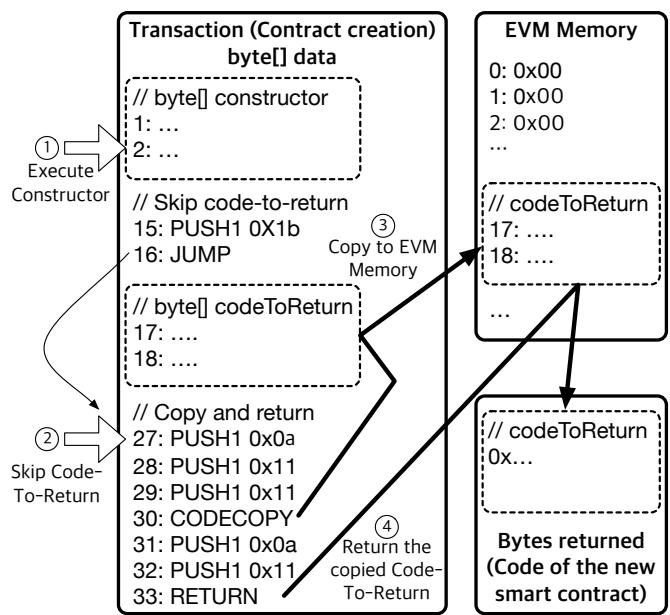 Transaction (Contract creation)
byte[] data
// byte[] constructor
1: ...
2: ...
1
Execute
Constructor
// Skip code-to-return
15: PUSH1 0X1b
16: JUMP
// byte[] codeToReturn
17: ....
18: ....
// Copy and return
27: PUSH1 0x0a
28: PUSH1 0x11
29: PUSH1 0x11
30: CODECOPY
31: PUSH1 0x0a
32: PUSH1 0x11
33: RETURN
2
Skip Code-
To-Return
3
Copy to EVM
Memory
4
Return the
copied Code-
To-Return
EVM Memory
0: 0x00
1: 0x00
2: 0x00
...
// codeToReturn
17: ....
18: ....
...
// codeToReturn
0x...
Bytes returned
(Code of the new
smart contract)